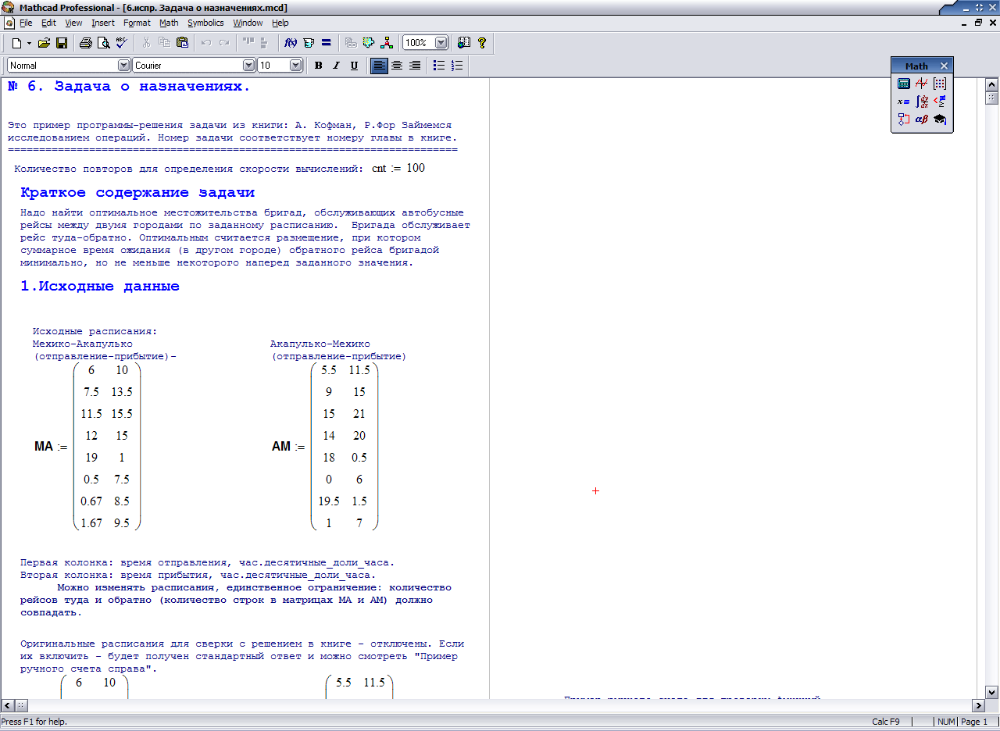 Mathcad Professional - [6.испр. Задача о назначениях.mcd]
File Edit View Insert Format Math Symbolics Window Help
100%
Normal Courier 10 B I U
Math
№ 6. Задача о назначениях.
Это пример программы-решения задачи из книги: А. Кофман, Р.Фор Займемся
исследованием операций. Номер задачи соответствует номеру главы в книге.
========================================================================
Количество повторов для определения скорости вычислений: cnt := 100
Краткое содержание задачи
Надо найти оптимальное местожительства бригад, обслуживающих автобусные
рейсы между двумя городами по заданному расписанию. Бригада обслуживает
рейс туда-обратно. Оптимальным считается размещение, при котором
суммарное время ожидания (в другом городе) обратного рейса бригадой
минимально, но не меньше некоторого наперед заданного значения.
1.Исходные данные
Исходные расписания:
Мехико-Акапулько Акапулько-Мехико
(отправление-прибытие)- (отправление-прибытие)
6 10 5.5 11.5
7.5 13.5 9 15
11.5 15.5 15 21
12 15 14 20
MA := AM :=
19 1 18 0.5
0.5 7.5 0 6
0.67 8.5 19.5 1.5
1.67 9.5 1 7
Первая колонка: время отправления, час.десятичные_доли_часа.
Вторая колонка: время прибытия, час.десятичные_доли_часа.
Можно изменять расписания, единственное ограничение: количество
рейсов туда и обратно (количество строк в матрицах МА и АМ) должно
совпадать.
Оригинальные расписания для сверки с решением в книге - отключены. Если
их включить - будет получен стандартный ответ и можно смотреть "Пример
ручного счета справа".
6 10 5.5 11.5
Press F1 for help. Calc F9 NUM Page 1